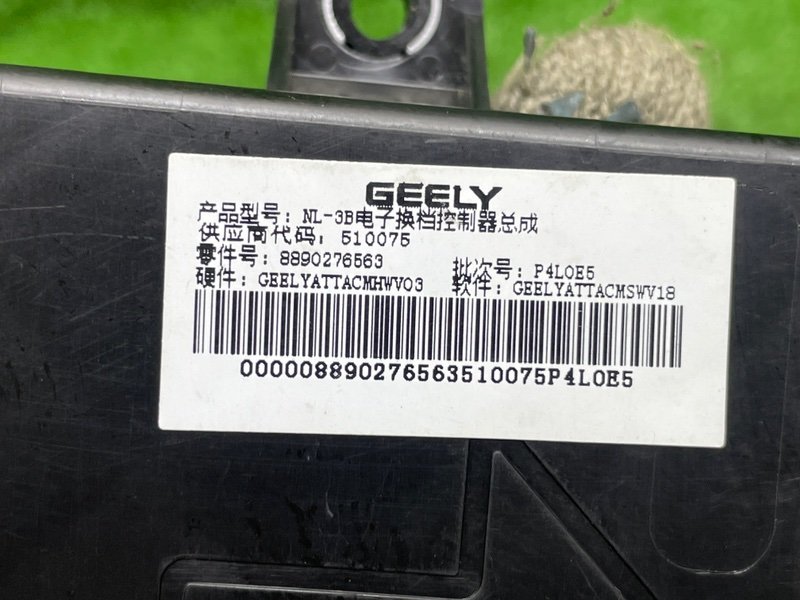 GEELY
产品型号: NL-3B电子换档控制器总成
供应商代码: 510075
零件号: 8890276563 批次号: P4L0E5
硬件: GEELYATTACMHWV03 软件: GEELYATTACMSWV18
000008890276563510075P4L0E5